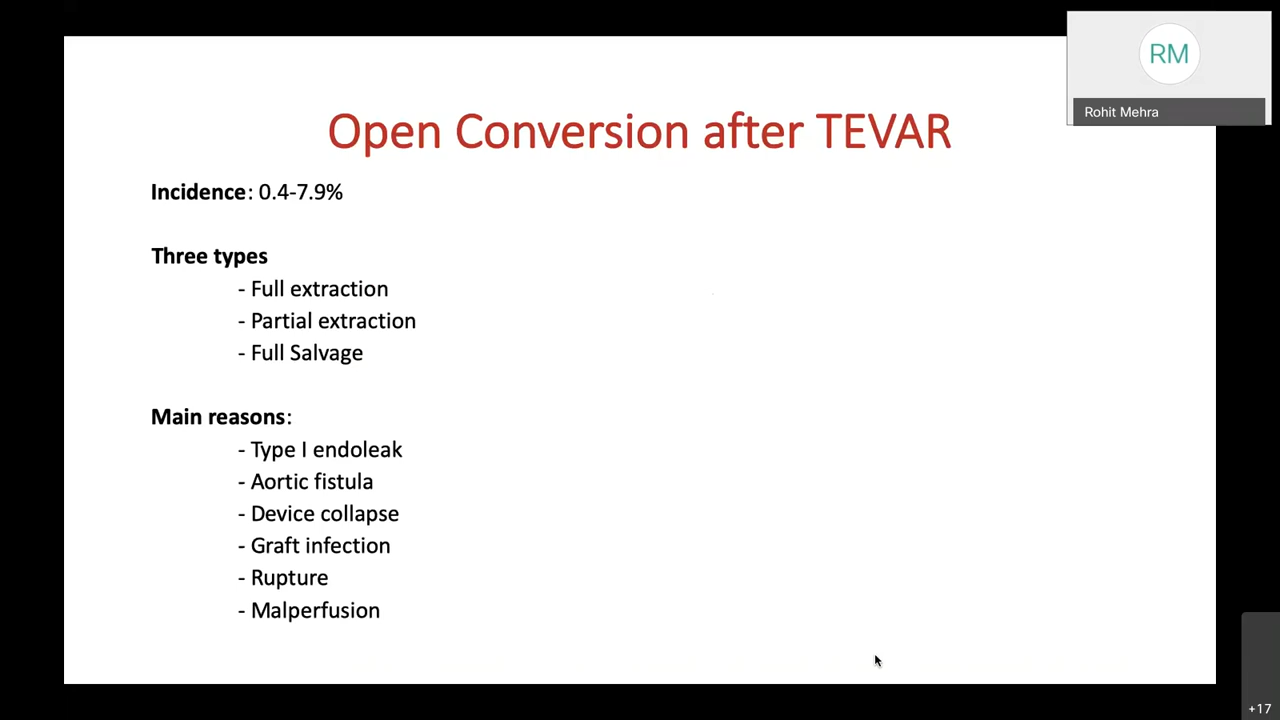 RM
Rohit Mehra
Open Conversion after TEVAR
Incidence: 0.4-7.9%
Three types
- Full extraction
- Partial extraction
- Full Salvage
Main reasons:
- Type I endoleak
- Aortic fistula
- Device collapse
- Graft infection
- Rupture
- Malperfusion
+17